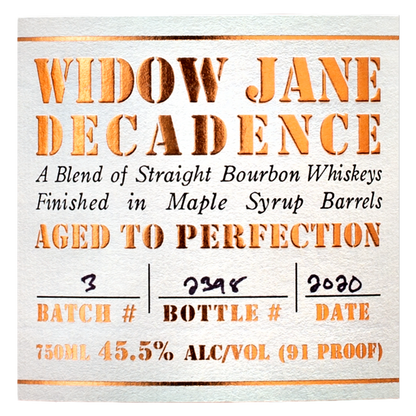 WIDOW JANE
DECADENCE
A Blend of Straight Bourbon Whiskeys
Finished in Maple Syrup Barrels
AGED TO PERFECTION
3 2398 2020
BATCH # BOTTLE # DATE
750ML 45.5% ALC/VOL (91 PROOF)